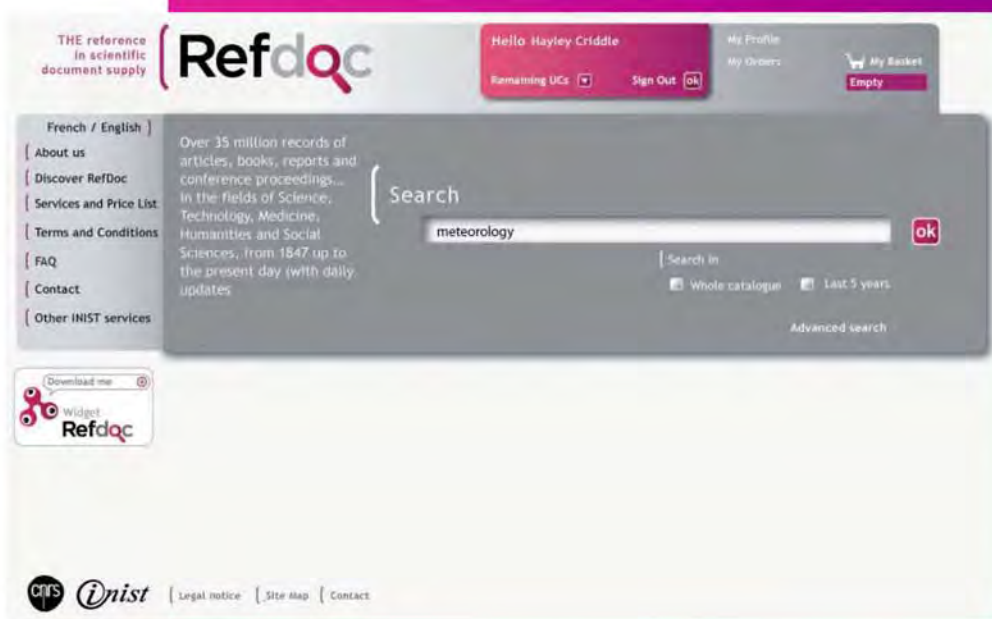 THE reference
in scientific
document supply
Refdoc
Hello Hayley Criddle
Remaining UCs
Sign Out ok
My Profile
My Orders
My Basket
Empty
French / English
About us
Discover RefDoc
Services and Price List
Terms and Conditions
FAQ
Contact
Other INIST services
Over 35 million records of
articles, books, reports and
conference proceedings...
in the fields of Science,
Technology, Medicine,
Humanities and Social
Sciences, from 1847 up to
the present day (with daily
updates
Search
meteorology
ok
Search in
Whole catalogue
Last 5 years
Advanced search
Download me
Widget
Refdoc
cnrs
inist
Legal notice
Site Map
Contact